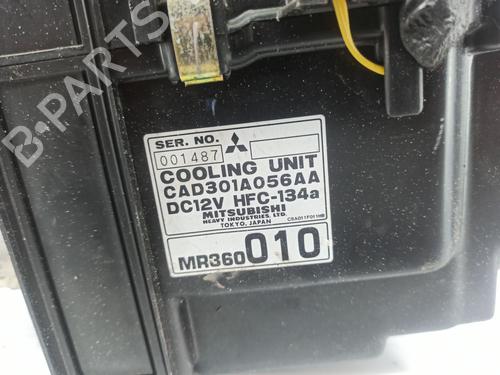 SER. NO.
001487
COOLING UNIT
CAD301A056AA
DC12V HFC-134a
MITSUBISHI
HEAVY INDUSTRIES, LTD.
TOKYO, JAPAN
MR360010
B-PARTS